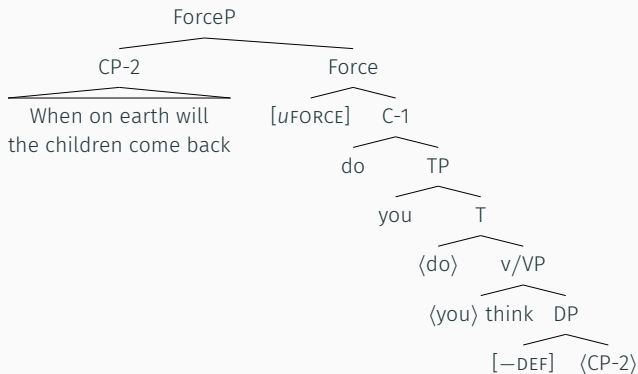 ForceP
CP-2 Force
When on earth will
the children come back
[uFORCE] C-1
do TP
you T
⟨do⟩ v/VP
⟨you⟩ think DP
[−DEF] ⟨CP-2⟩